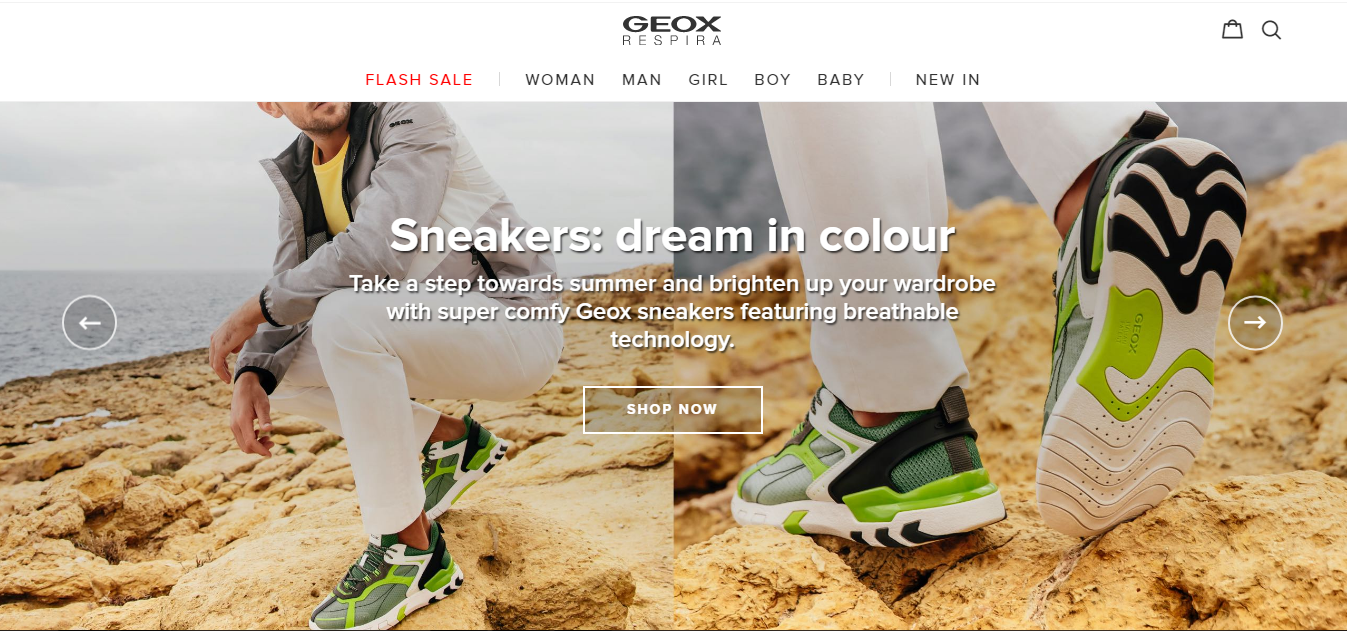 GEOX
RESPIRA
FLASH SALE WOMAN MAN GIRL BOY BABY NEW IN
GEOX
Sneakers: dream in colour
Take a step towards summer and brighten up your wardrobe
with super comfy Geox sneakers featuring breathable
technology.
SHOP NOW
GEOX